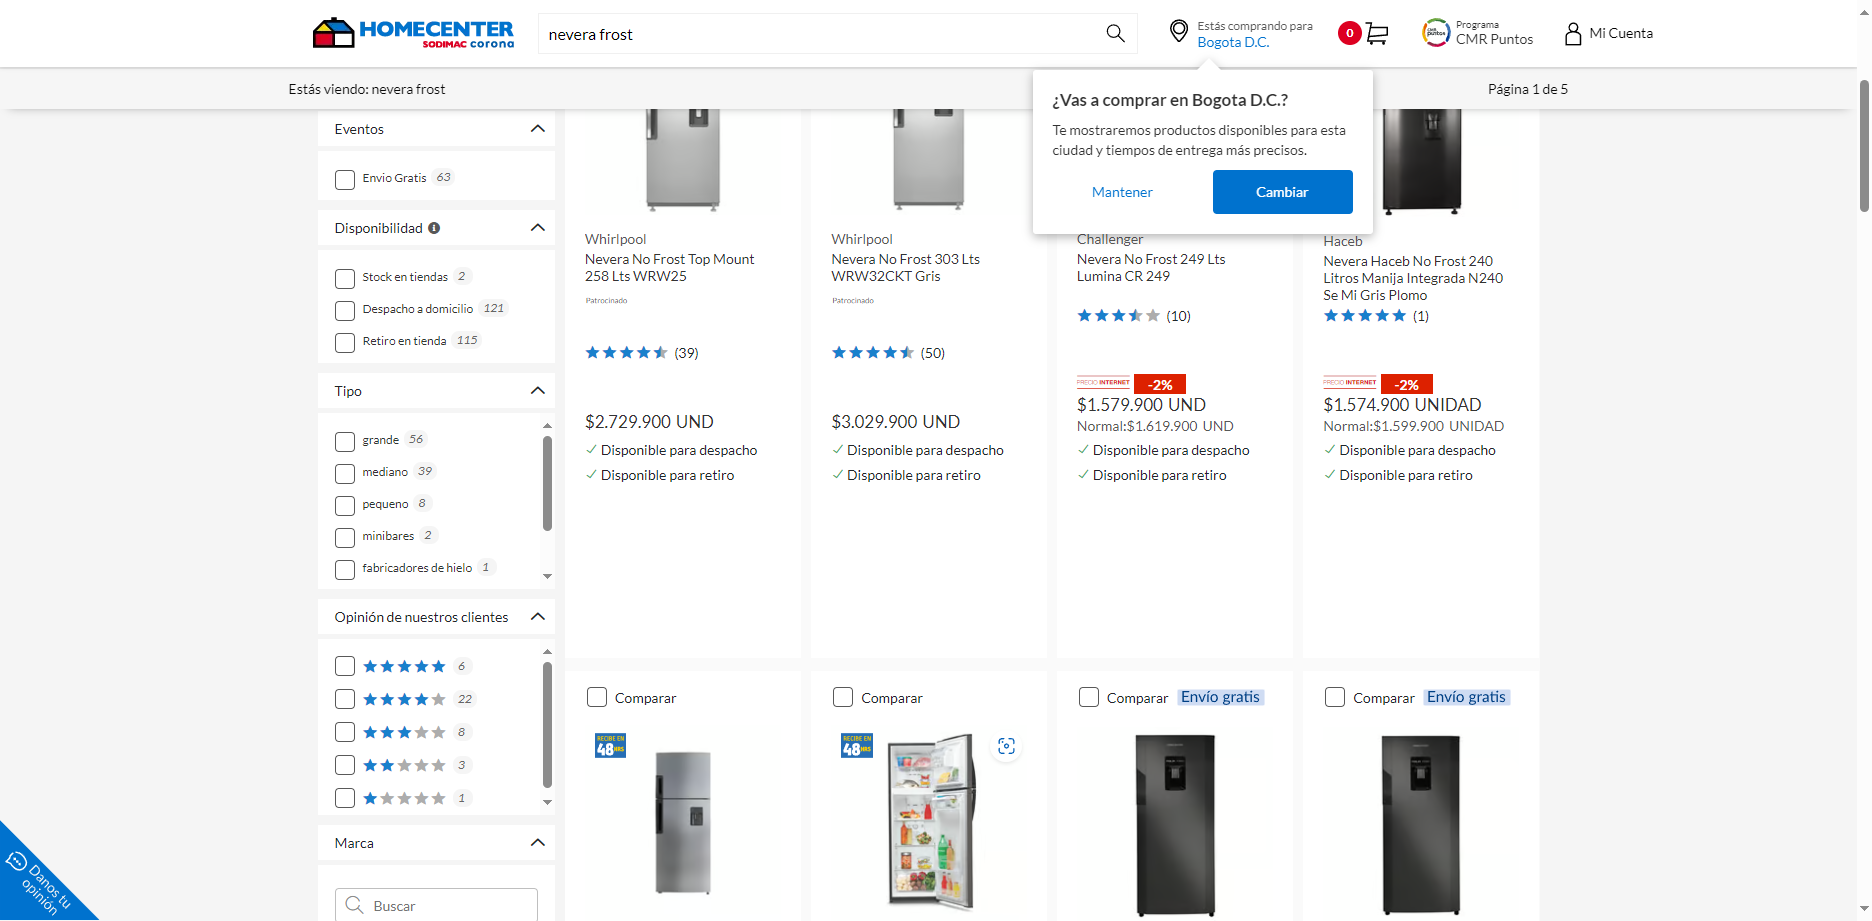 HOMECENTER
SODIMAC corona
nevera frost
Estás comprando para
Bogota D.C.
0
Programa
CMR Puntos
Mi Cuenta
Estás viendo: nevera frost
Página 1 de 5
¿Vas a comprar en Bogota D.C.?
Te mostraremos productos disponibles para esta
ciudad y tiempos de entrega más precisos.
Mantener
Cambiar
Eventos
Envio Gratis 63
Disponibilidad
Stock en tiendas 2
Despacho a domicilio 121
Retiro en tienda 115
Tipo
grande 56
mediano 39
pequeno 8
minibares 2
fabricadores de hielo 1
Opinión de nuestros clientes
6
22
8
3
1
Marca
Buscar
Danos tu
opinión
Whirlpool
Nevera No Frost Top Mount
258 Lts WRW25
Patrocinado
(39)
$2.729.900 UND
Disponible para despacho
Disponible para retiro
Whirlpool
Nevera No Frost 303 Lts
WRW32CKT Gris
Patrocinado
(50)
$3.029.900 UND
Disponible para despacho
Disponible para retiro
Challenger
Nevera No Frost 249 Lts
Lumina CR 249
(10)
PRECIO INTERNET -2%
$1.579.900 UND
Normal:$1.619.900 UND
Disponible para despacho
Disponible para retiro
Haceb
Nevera Haceb No Frost 240
Litros Manija Integrada N240
Se Mi Gris Plomo
(1)
PRECIO INTERNET -2%
$1.574.900 UNIDAD
Normal:$1.599.900 UNIDAD
Disponible para despacho
Disponible para retiro
Comparar
RECIBE EN
48 HRS
Comparar
RECIBE EN
48 HRS
Comparar Envío gratis
Comparar Envío gratis